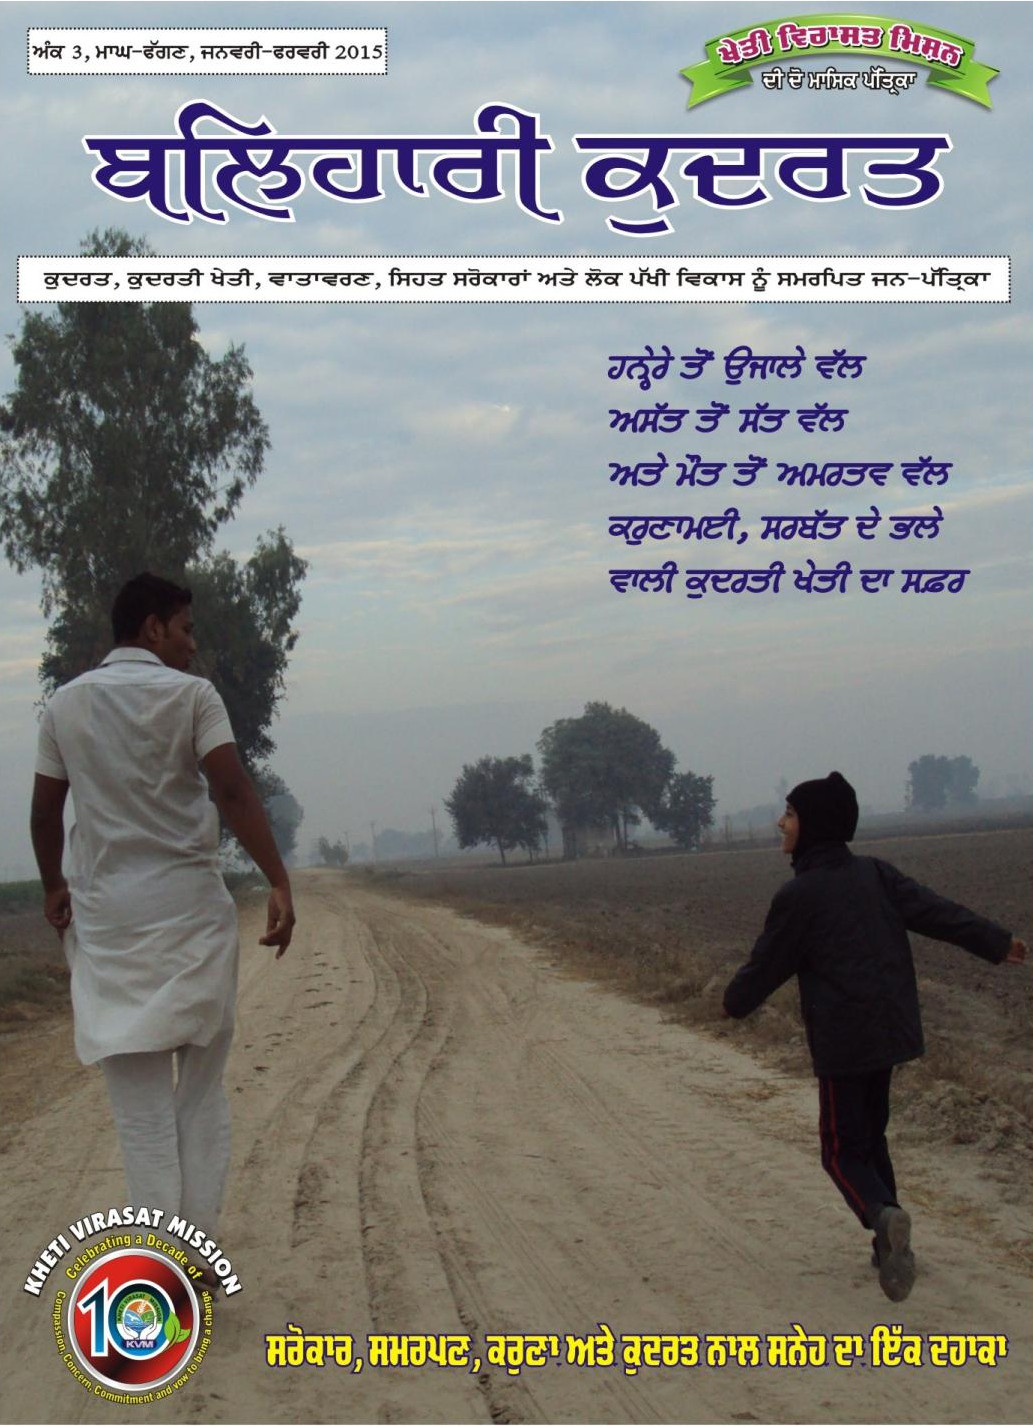 ਅੰਕ 3, ਮਾਘ-ਫੱਗਣ, ਜਨਵਰੀ-ਫਰਵਰੀ 2015
ਖੇਤੀ ਵਿਰਾਸਤ ਮਿਸ਼ਨ
ਦੀ ਦੋ ਮਾਸਿਕ ਪੱਤ੍ਰਿਕਾ
ਬਲਿਹਾਰੀ ਕੁਦਰਤ
ਕੁਦਰਤ, ਕੁਦਰਤੀ ਖੇਤੀ, ਵਾਤਾਵਰਣ, ਸਿਹਤ ਸਰੋਕਾਰਾਂ ਅਤੇ ਲੋਕ ਪੱਖੀ ਵਿਕਾਸ ਨੂੰ ਸਮਰਪਿਤ ਜਨ-ਪੱਤ੍ਰਿਕਾ
ਹਨ੍ਹੇਰੇ ਤੋਂ ਉਜਾਲੇ ਵੱਲ
ਅਸੱਤ ਤੋਂ ਸੱਤ ਵੱਲ
ਅਤੇ ਮੌਤ ਤੋਂ ਅਮਰਤਵ ਵੱਲ
ਕਰੁਣਾਮਈ, ਸਰਬੱਤ ਦੇ ਭਲੇ
ਵਾਲੀ ਕੁਦਰਤੀ ਖੇਤੀ ਦਾ ਸਫ਼ਰ
KHETI VIRASAT MISSION
Celebrating a Decade of
Compassion, Concern, Commitment and vow to bring a change
10
KVM
ਸਰੋਕਾਰ, ਸਮਰਪਣ, ਕਰੁਣਾ ਅਤੇ ਕੁਦਰਤ ਨਾਲ ਸਨੇਹ ਦਾ ਇੱਕ ਦਹਾਕਾ